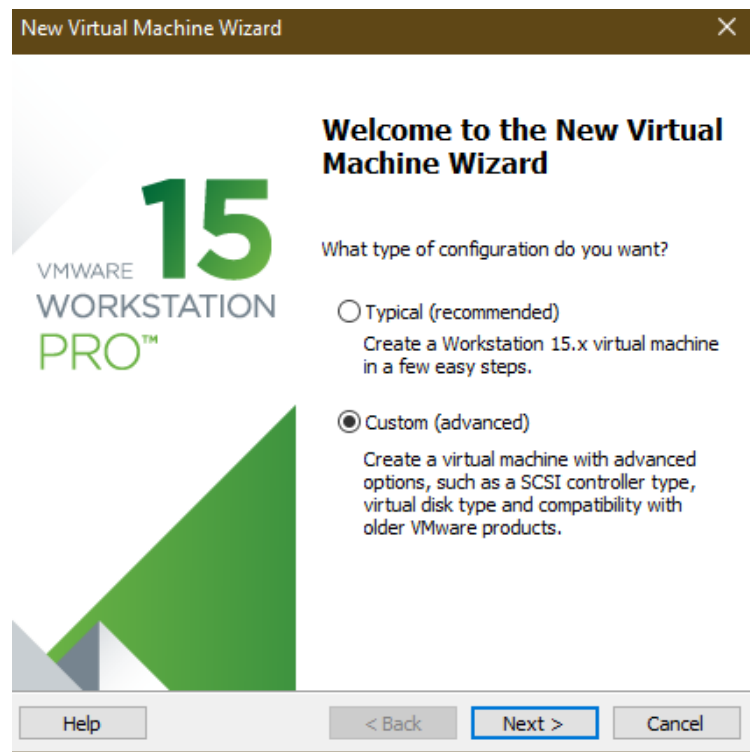 New Virtual Machine Wizard
Welcome to the New Virtual
Machine Wizard
15
VMWARE
WORKSTATION
PRO™
What type of configuration do you want?
Typical (recommended)
Create a Workstation 15.x virtual machine
in a few easy steps.
Custom (advanced)
Create a virtual machine with advanced
options, such as a SCSI controller type,
virtual disk type and compatibility with
older VMware products.
Help
< Back
Next >
Cancel